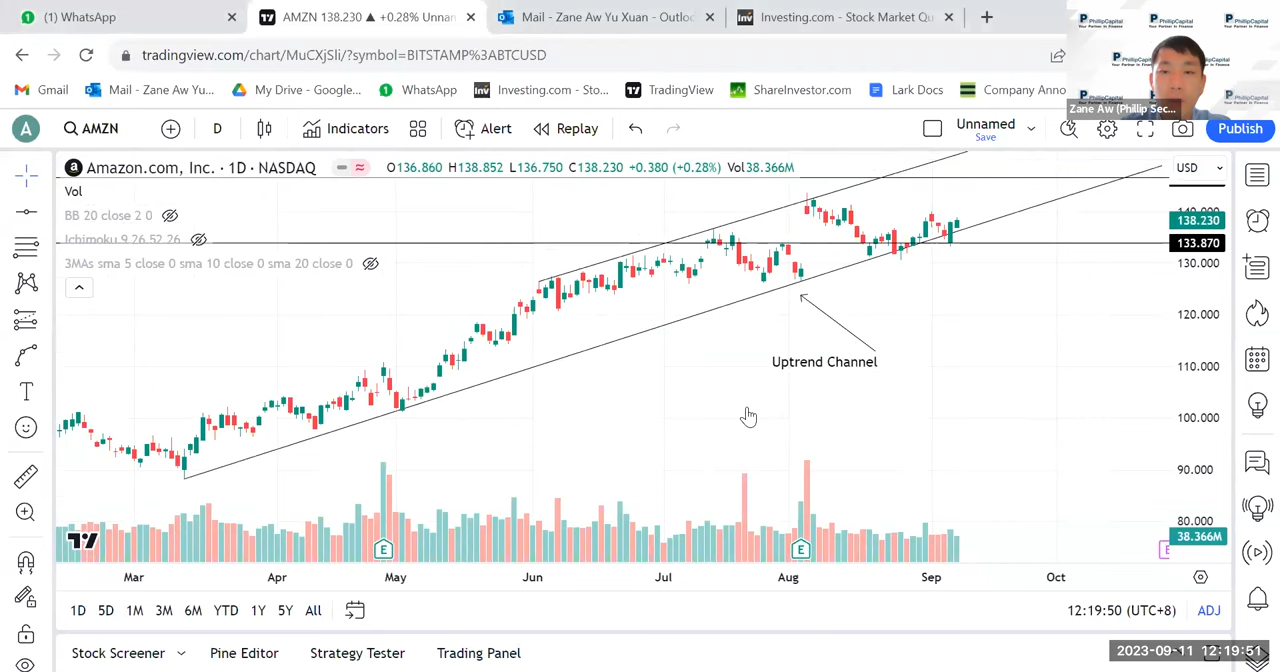 (1) WhatsApp
AMZN 138.230 ▲ +0.28% Unnan
Mail - Zane Aw Yu Xuan - Outloo
Investing.com - Stock Market Qu
tradingview.com/chart/MuCXjSli/?symbol=BITSTAMP%3ABTCUSD
Gmail
Mail - Zane Aw Yu...
My Drive - Google...
WhatsApp
Investing.com - Sto...
TradingView
ShareInvestor.com
Lark Docs
Company Anno
PhillipCapital
Your Partner in Finance
Zane Aw (Phillip Sec...
AMZN
D
Indicators
Alert
Replay
Unnamed
Save
Publish
Amazon.com, Inc. · 1D · NASDAQ
O136.860 H138.852 L136.750 C138.230 +0.380 (+0.28%) Vol38.366M
USD
Vol
BB 20 close 2 0
Ichimoku 9 26 52 26
3MAs sma 5 close 0 sma 10 close 0 sma 20 close 0
140.000
138.230
133.870
130.000
120.000
110.000
100.000
90.000
80.000
38.366M
Uptrend Channel
E
E
E
Mar
Apr
May
Jun
Jul
Aug
Sep
Oct
1D 5D 1M 3M 6M YTD 1Y 5Y All
12:19:50 (UTC+8)
ADJ
Stock Screener
Pine Editor
Strategy Tester
Trading Panel
2023-09-11 12:19:51